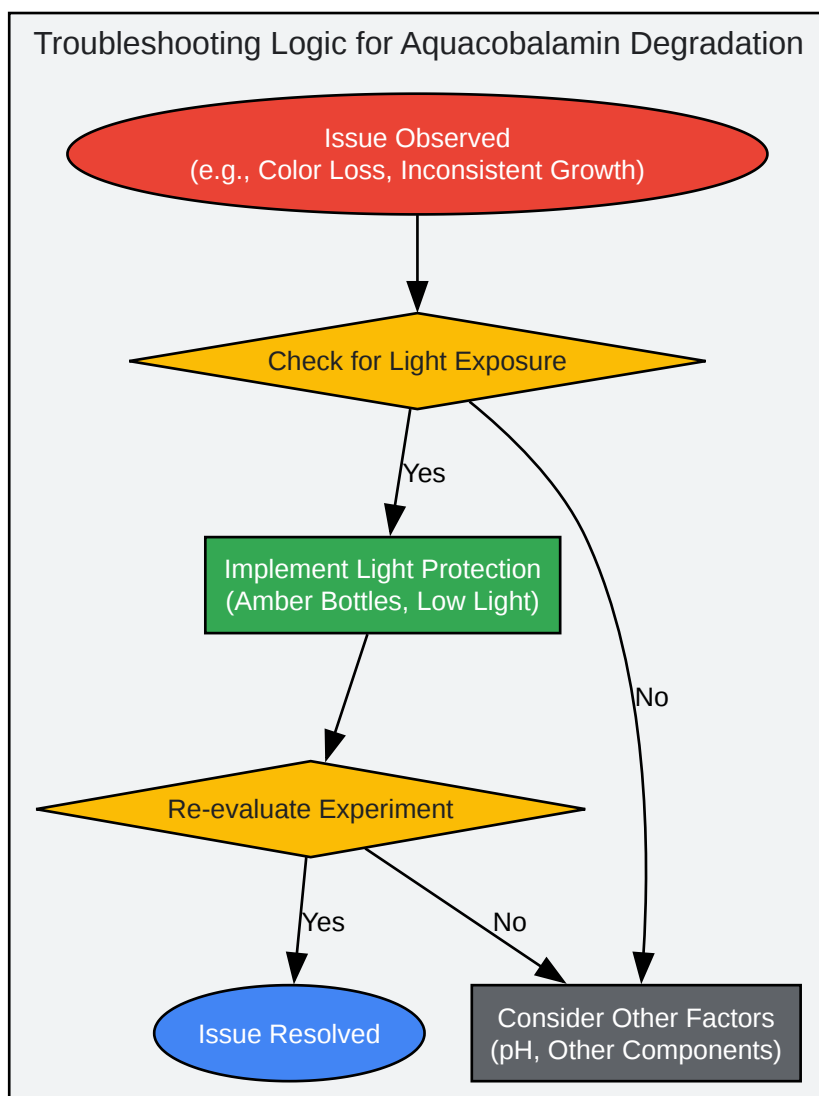 Troubleshooting Logic for Aquacobalamin Degradation
Issue Observed
(e.g., Color Loss, Inconsistent Growth)
Check for Light Exposure
Yes
Implement Light Protection
(Amber Bottles, Low Light)
No
Re-evaluate Experiment
Yes
No
Issue Resolved
Consider Other Factors
(pH, Other Components)